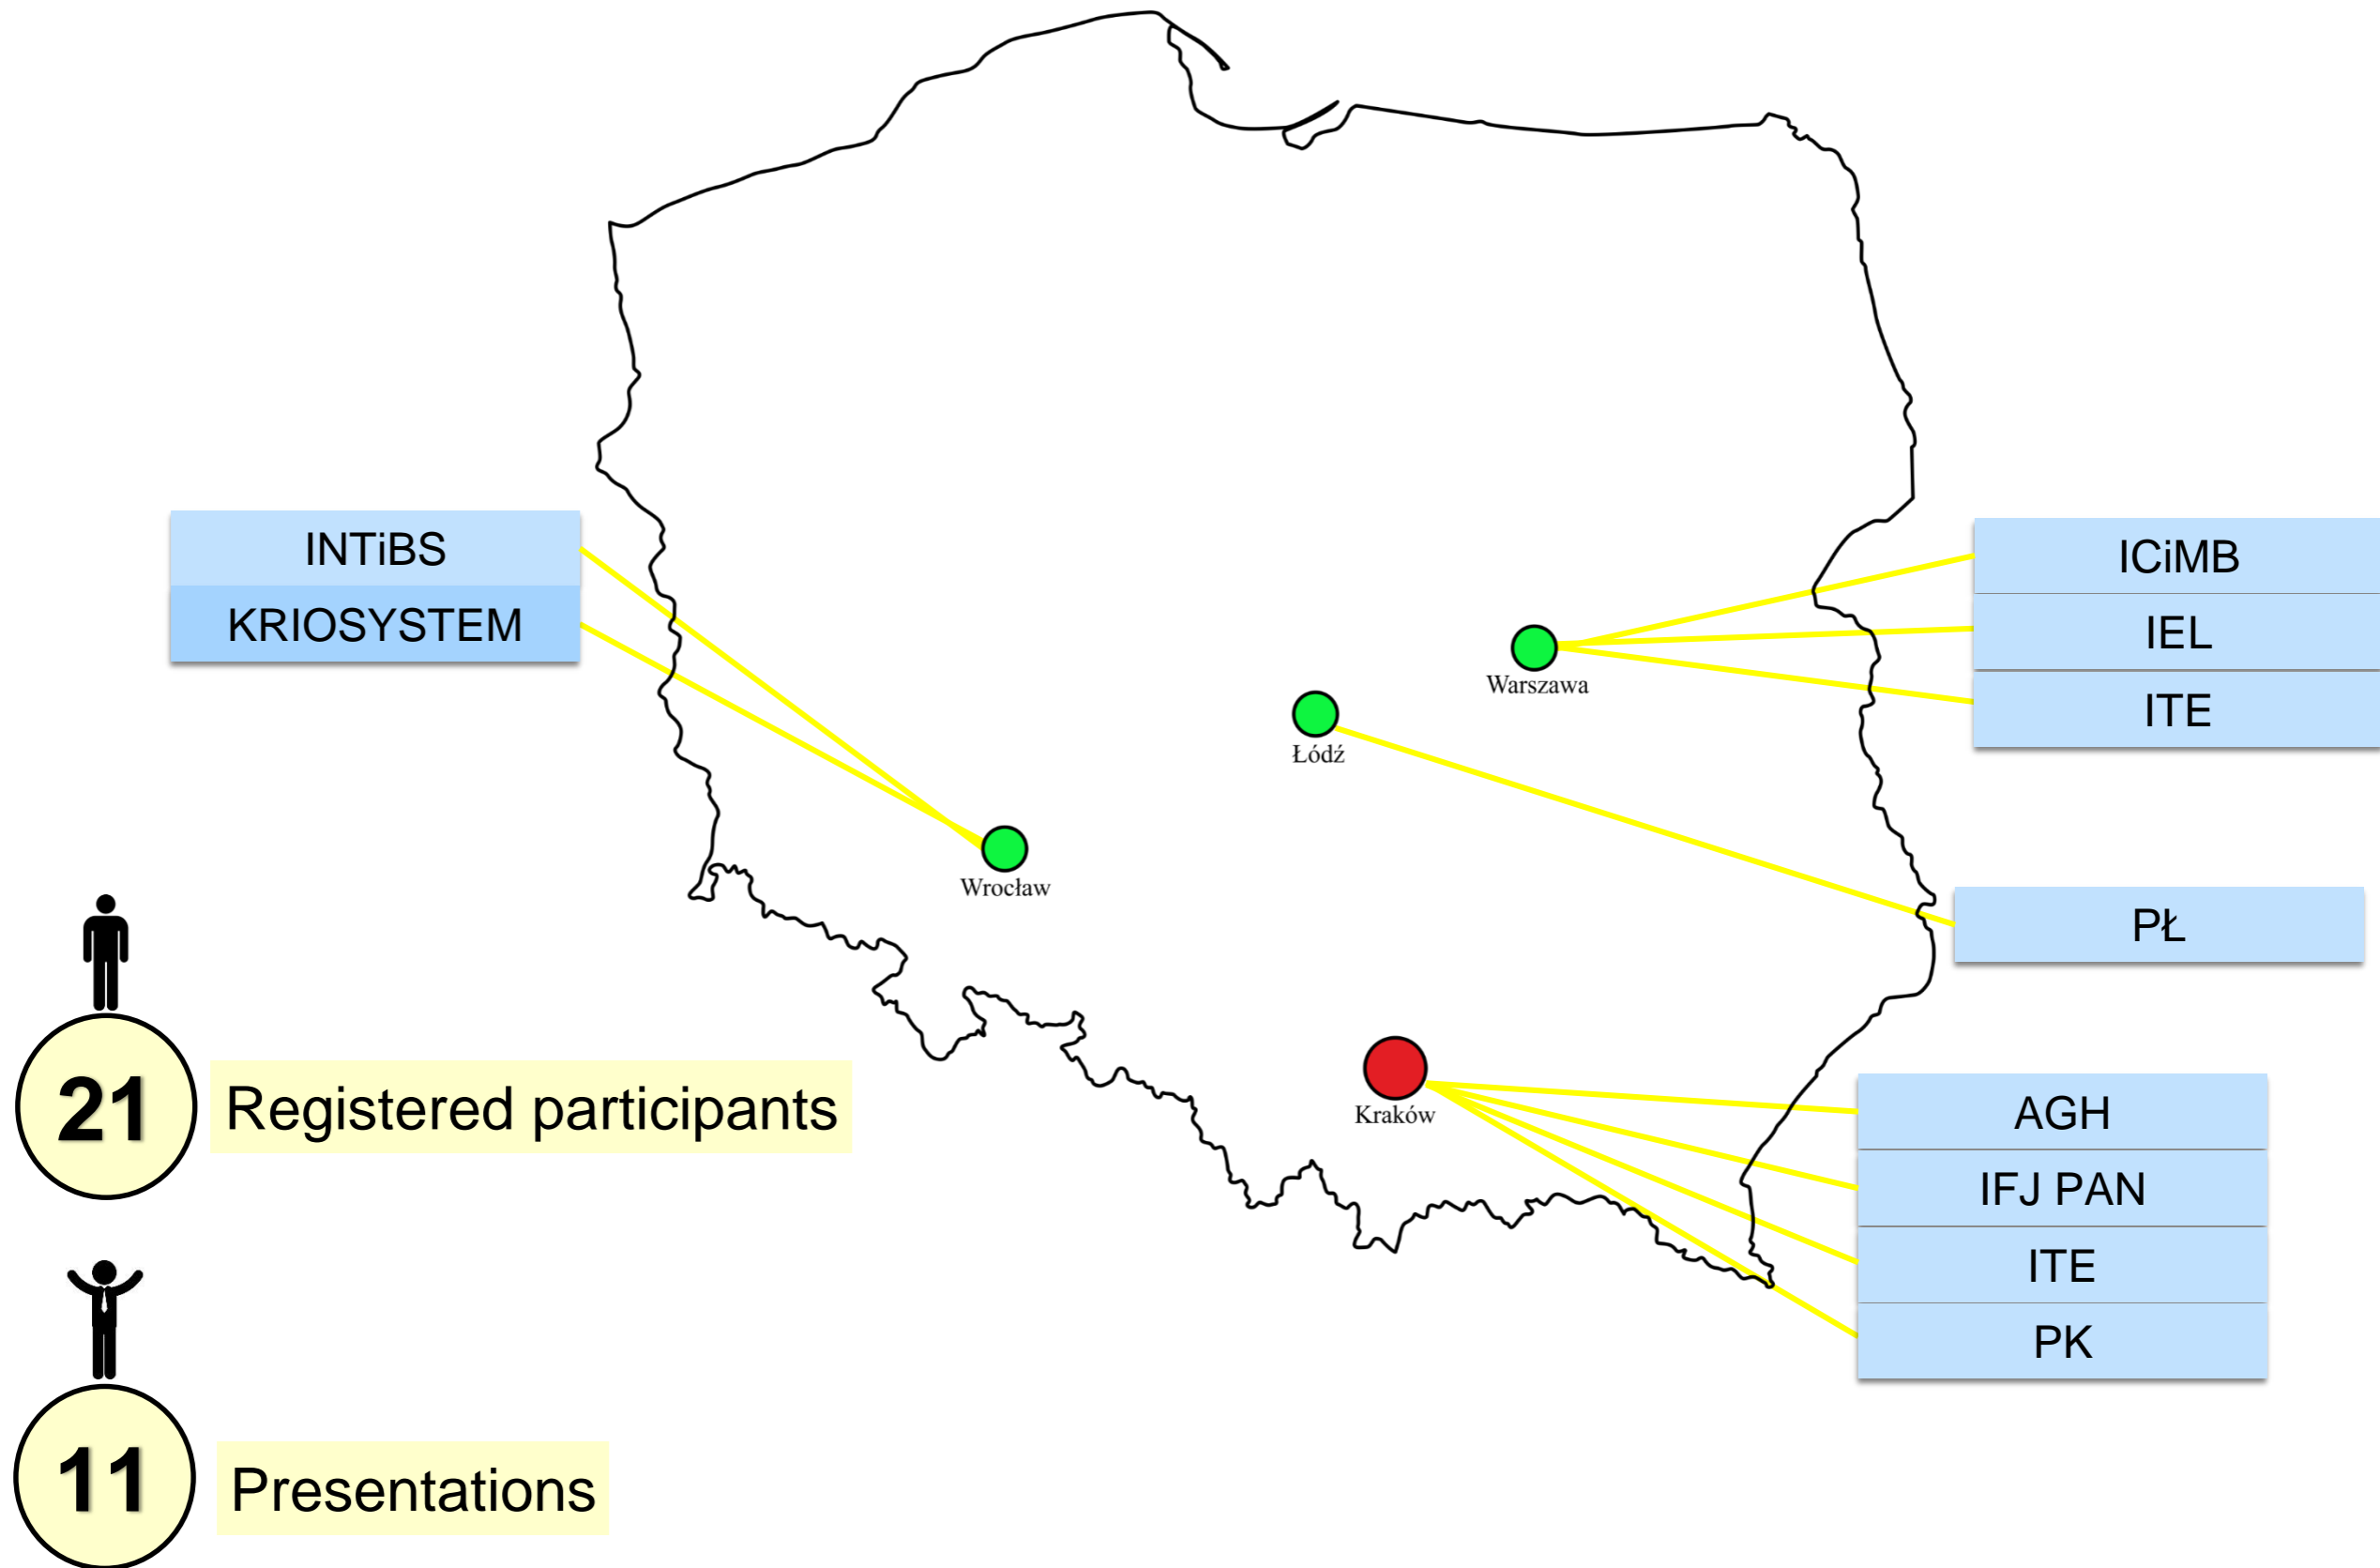 INTiBS
KRIOSYSTEM
ICiMB
IEL
ITE
Warszawa
Łódź
Wrocław
PŁ
Kraków
AGH
IFJ PAN
ITE
PK
21
Registered participants
11
Presentations